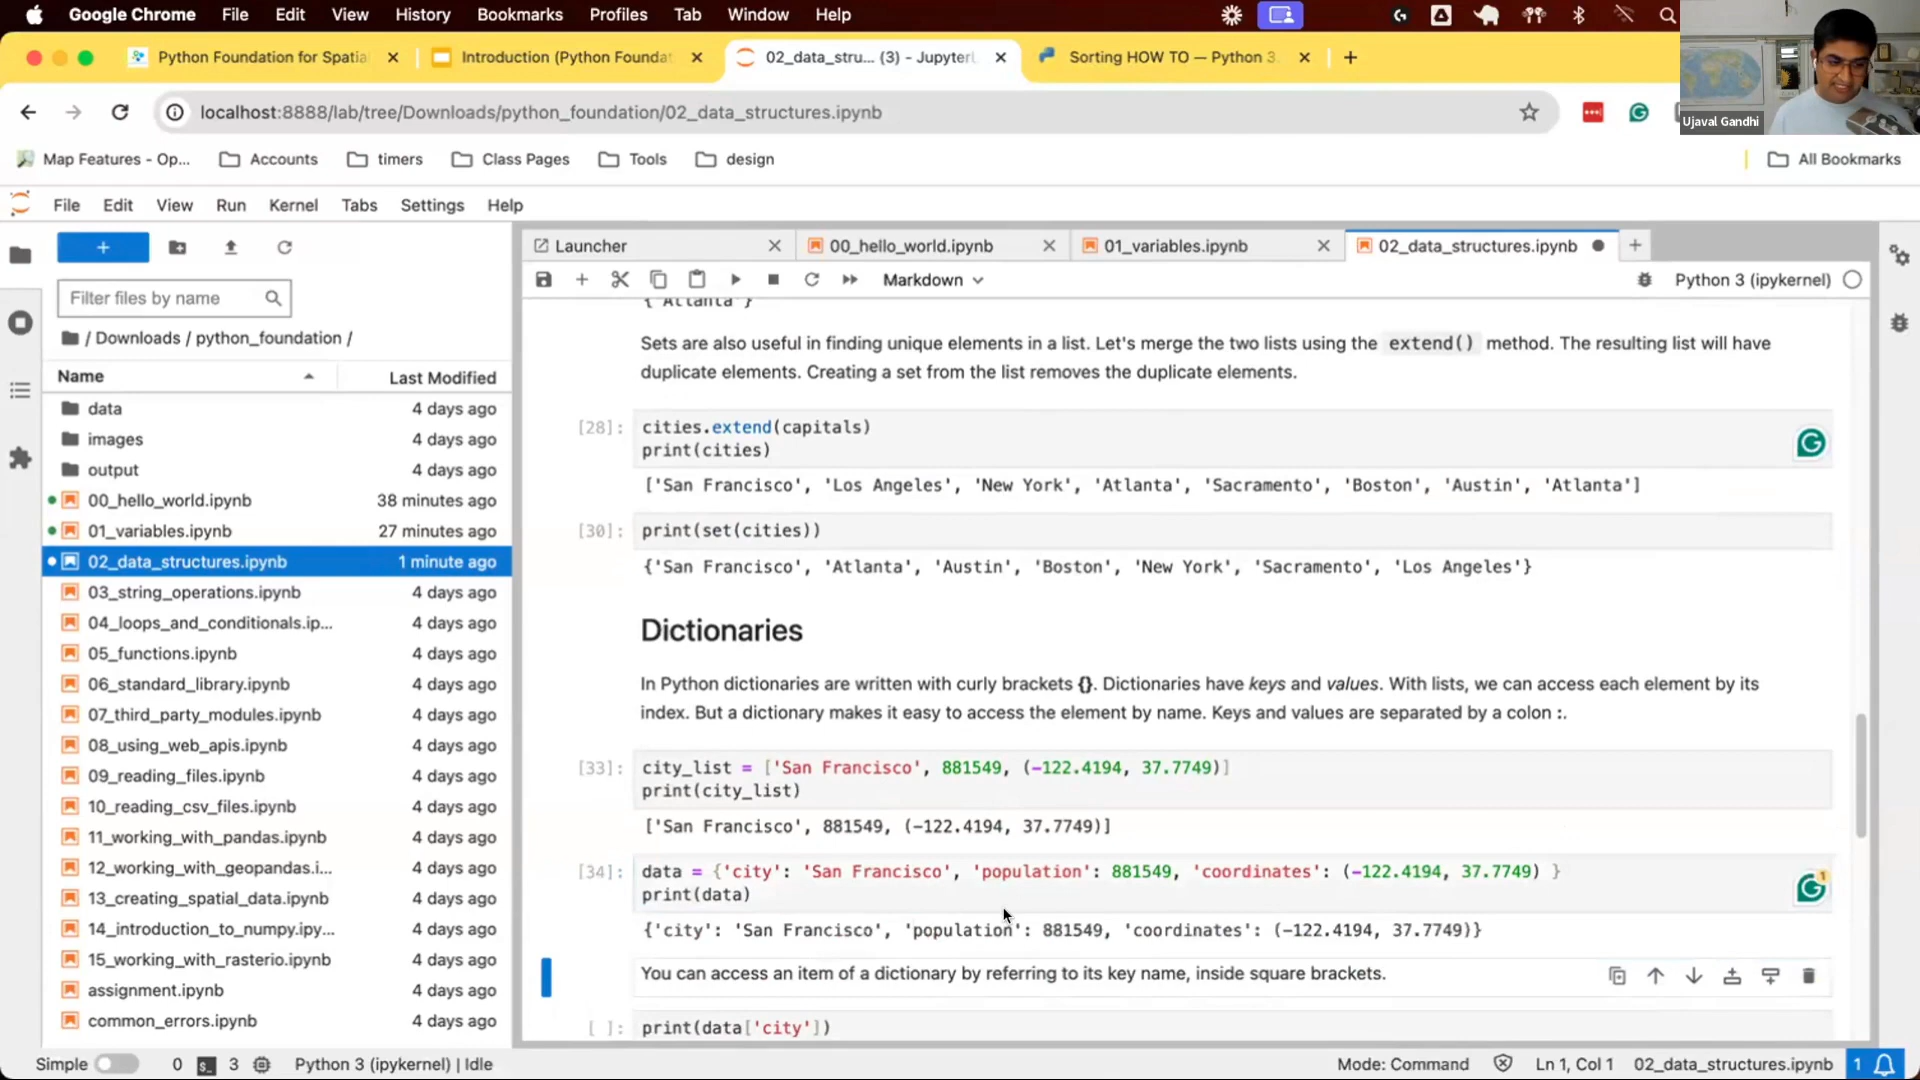 Google Chrome File Edit View History Bookmarks Profiles Tab Window Help
Python Foundation for Spatia
Introduction (Python Founda
02_data_stru... (3) - Jupyter
Sorting HOW TO — Python 3.
localhost:8888/lab/tree/Downloads/python_foundation/02_data_structures.ipynb
Ujaval Gandhi
Map Features - Op... Accounts timers Class Pages Tools design All Bookmarks
File Edit View Run Kernel Tabs Settings Help
Launcher 00_hello_world.ipynb 01_variables.ipynb 02_data_structures.ipynb
Filter files by name
Markdown Python 3 (ipykernel)
/ Downloads / python_foundation /
Name Last Modified
data 4 days ago
images 4 days ago
output 4 days ago
00_hello_world.ipynb 38 minutes ago
01_variables.ipynb 27 minutes ago
02_data_structures.ipynb 1 minute ago
03_string_operations.ipynb 4 days ago
04_loops_and_conditionals.ip... 4 days ago
05_functions.ipynb 4 days ago
06_standard_library.ipynb 4 days ago
07_third_party_modules.ipynb 4 days ago
08_using_web_apis.ipynb 4 days ago
09_reading_files.ipynb 4 days ago
10_reading_csv_files.ipynb 4 days ago
11_working_with_pandas.ipynb 4 days ago
12_working_with_geopandas.i... 4 days ago
13_creating_spatial_data.ipynb 4 days ago
14_introduction_to_numpy.ipy... 4 days ago
15_working_with_rasterio.ipynb 4 days ago
assignment.ipynb 4 days ago
common_errors.ipynb 4 days ago
{'Atlanta'}
Sets are also useful in finding unique elements in a list. Let's merge the two lists using the extend() method. The resulting list will have
duplicate elements. Creating a set from the list removes the duplicate elements.
[28]: cities.extend(capitals)
print(cities)
['San Francisco', 'Los Angeles', 'New York', 'Atlanta', 'Sacramento', 'Boston', 'Austin', 'Atlanta']
[30]: print(set(cities))
{'San Francisco', 'Atlanta', 'Austin', 'Boston', 'New York', 'Sacramento', 'Los Angeles'}
Dictionaries
In Python dictionaries are written with curly brackets {}. Dictionaries have keys and values. With lists, we can access each element by its
index. But a dictionary makes it easy to access the element by name. Keys and values are separated by a colon :.
[33]: city_list = ['San Francisco', 881549, (-122.4194, 37.7749)]
print(city_list)
['San Francisco', 881549, (-122.4194, 37.7749)]
[34]: data = {'city': 'San Francisco', 'population': 881549, 'coordinates': (-122.4194, 37.7749) }
print(data)
1
{'city': 'San Francisco', 'population': 881549, 'coordinates': (-122.4194, 37.7749)}
You can access an item of a dictionary by referring to its key name, inside square brackets.
[ ]: print(data['city'])
Simple 0 3 Python 3 (ipykernel) | Idle Mode: Command Ln 1, Col 1 02_data_structures.ipynb 1